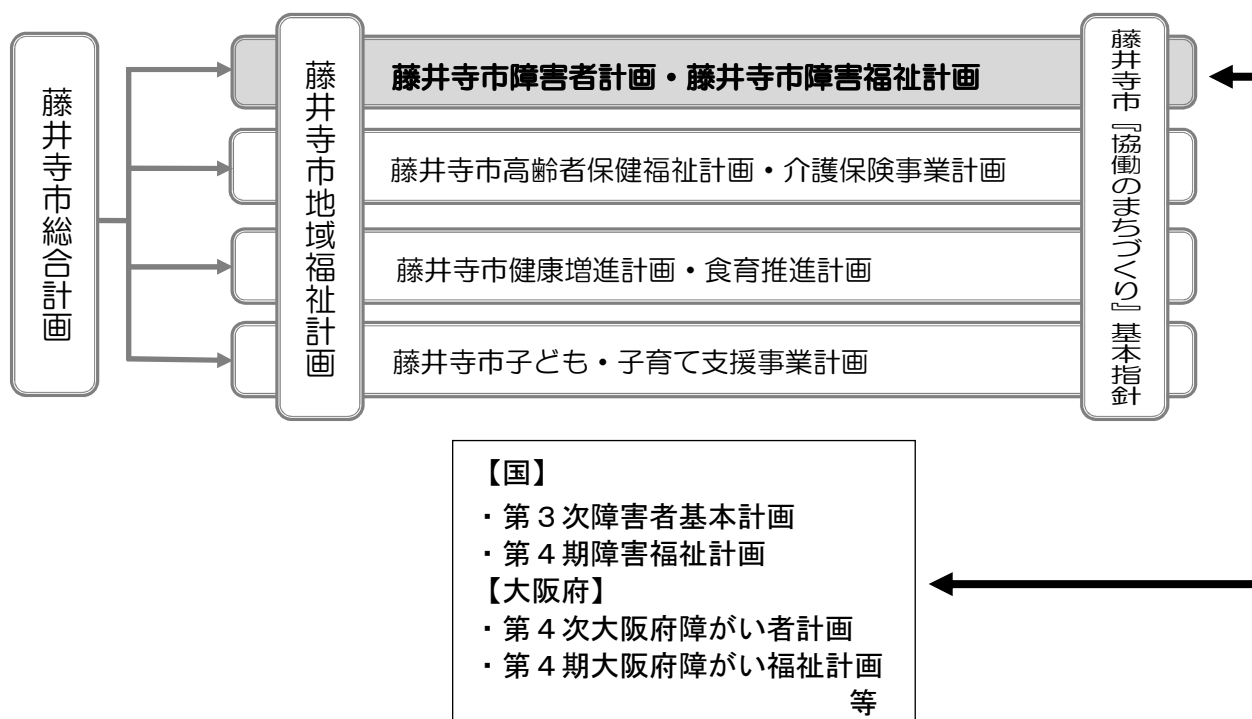 藤井寺市総合計画
藤井寺市地域福祉計画
藤井寺市障害者計画・藤井寺市障害福祉計画
藤井寺市高齢者保健福祉計画・介護保険事業計画
藤井寺市健康増進計画・食育推進計画
藤井寺市子ども・子育て支援事業計画
藤井寺市『協働のまちづくり』基本指針
【国】
・第３次障害者基本計画
・第４期障害福祉計画
【大阪府】
・第４次大阪府障がい者計画
・第４期大阪府障がい福祉計画
等